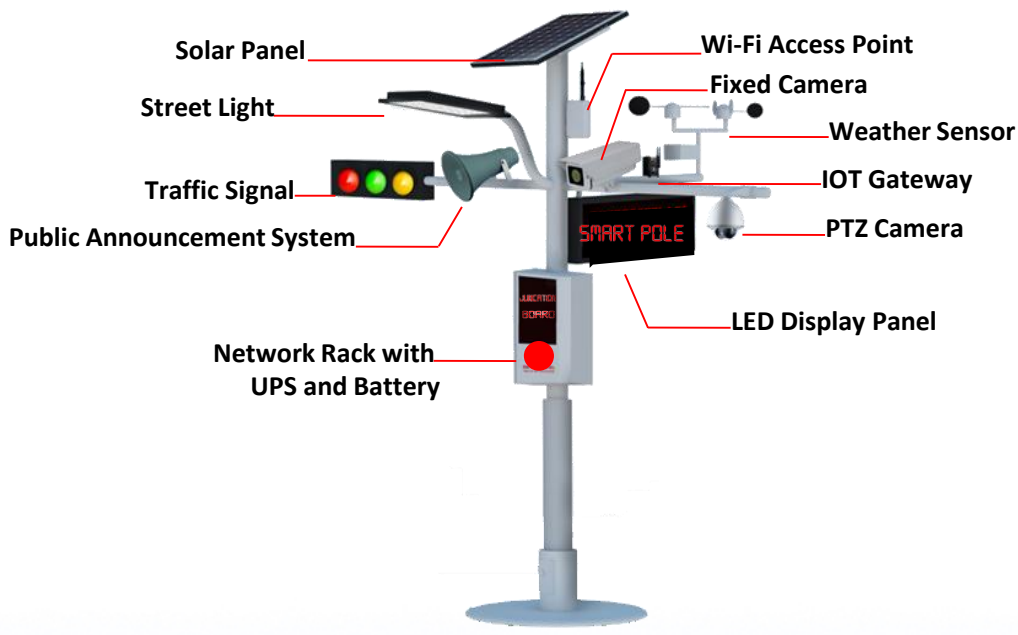 Solar Panel
Wi-Fi Access Point
Fixed Camera
Street Light
Weather Sensor
Traffic Signal
IOT Gateway
Public Announcement System
PTZ Camera
SMART POLE
LED Display Panel
BOARD
Network Rack with
UPS and Battery